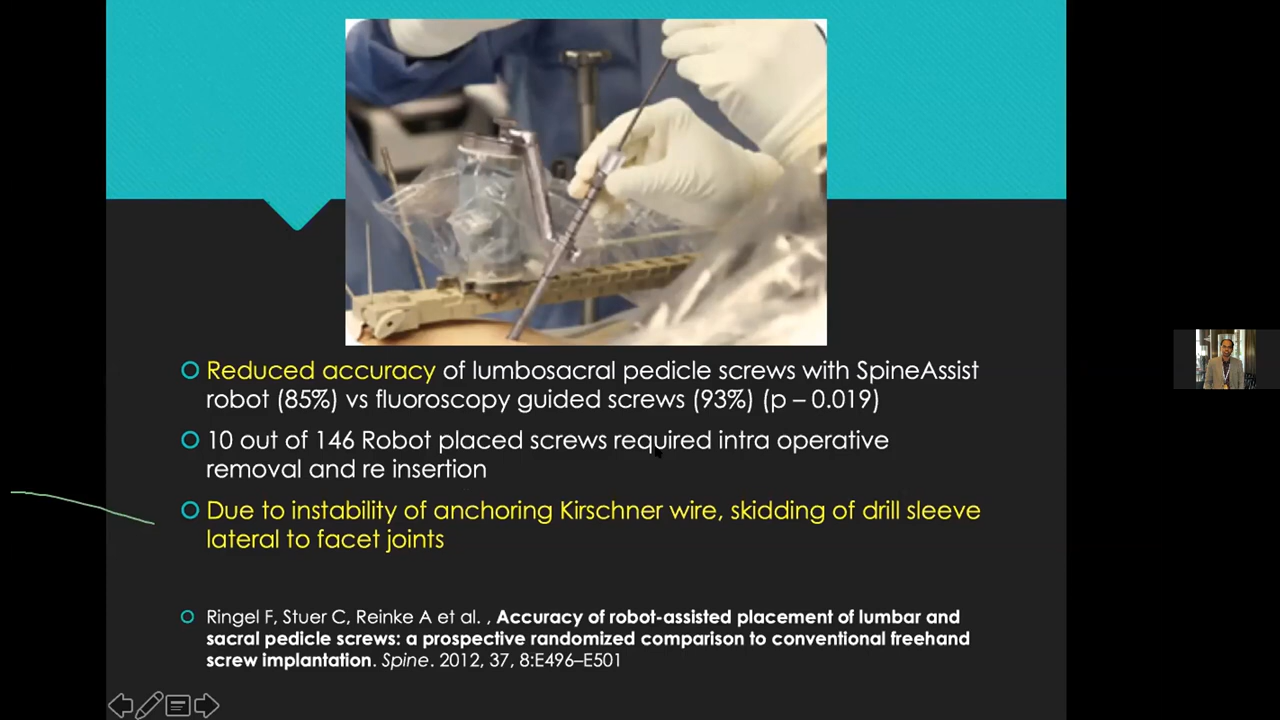 Reduced accuracy of lumbosacral pedicle screws with SpineAssist
robot (85%) vs fluoroscopy guided screws (93%) (p – 0.019)
10 out of 146 Robot placed screws required intra operative
removal and re insertion
Due to instability of anchoring Kirschner wire, skidding of drill sleeve
lateral to facet joints
Ringel F, Stuer C, Reinke A et al. , Accuracy of robot-assisted placement of lumbar and
sacral pedicle screws: a prospective randomized comparison to conventional freehand
screw implantation. Spine. 2012, 37, 8:E496–E501